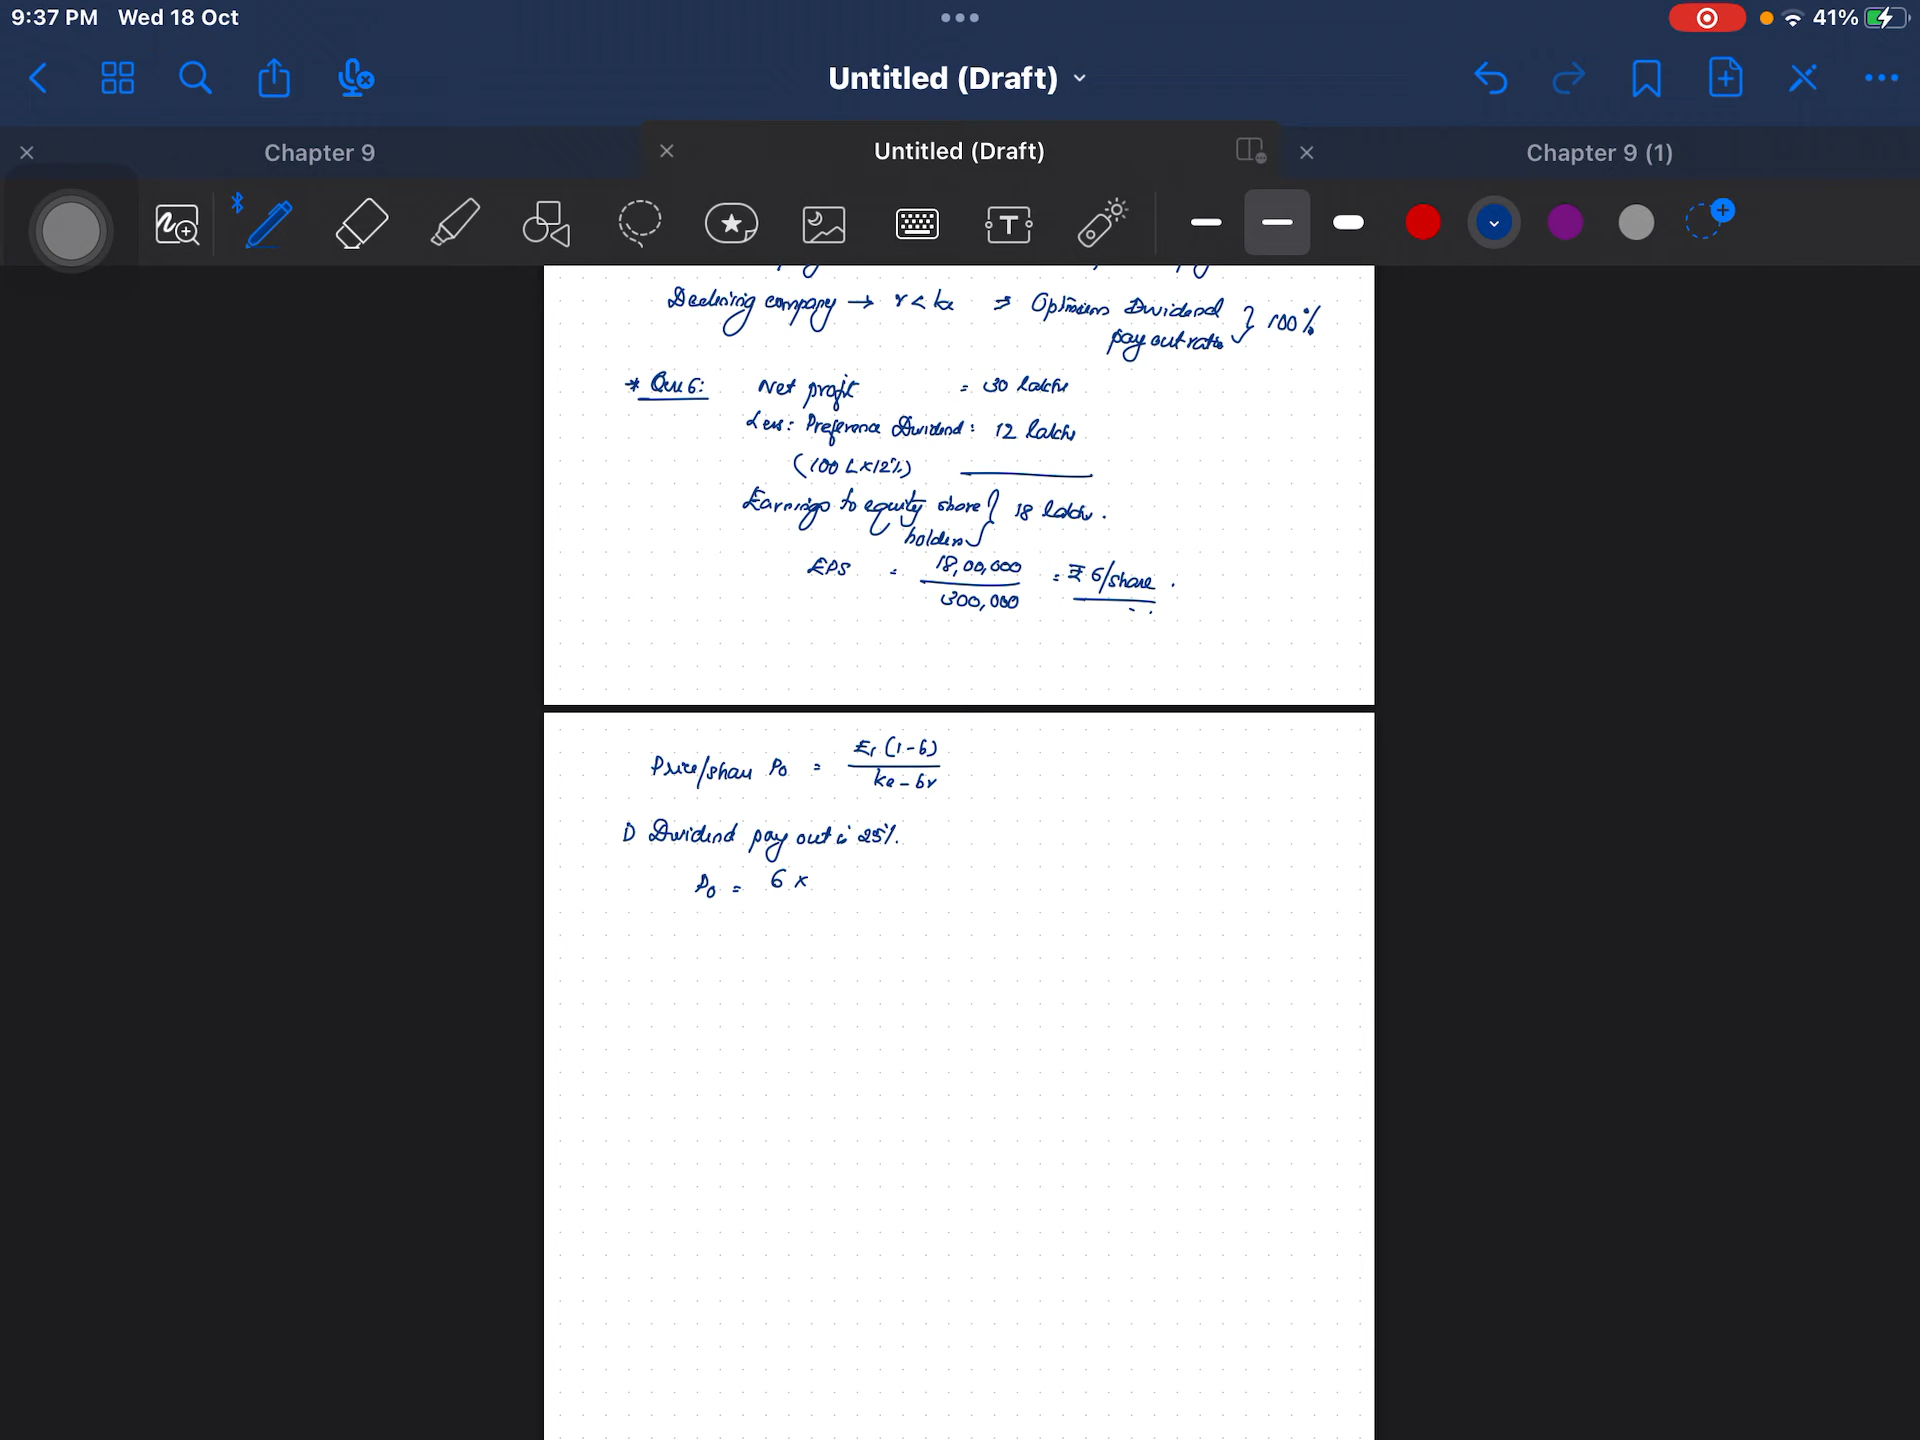 9:37 PM Wed 18 Oct
41%
Untitled (Draft)
Chapter 9
Untitled (Draft)
Chapter 9 (1)
Declining company → r < ke ⇒ Optimum Dividend pay out ratio } 100%
* Que 6: Net profit = 30 lakhs
Less: Preference Dividend: 12 lakhs
(100 L×12%)
Earnings to equity share holders } 18 lakhs.
EPS = 18,00,000 / 300,000 = ₹ 6/share.
Price/share P0 = E1 (1-b) / ke - br
1) Dividend pay out is 25%.
P0 = 6 ×